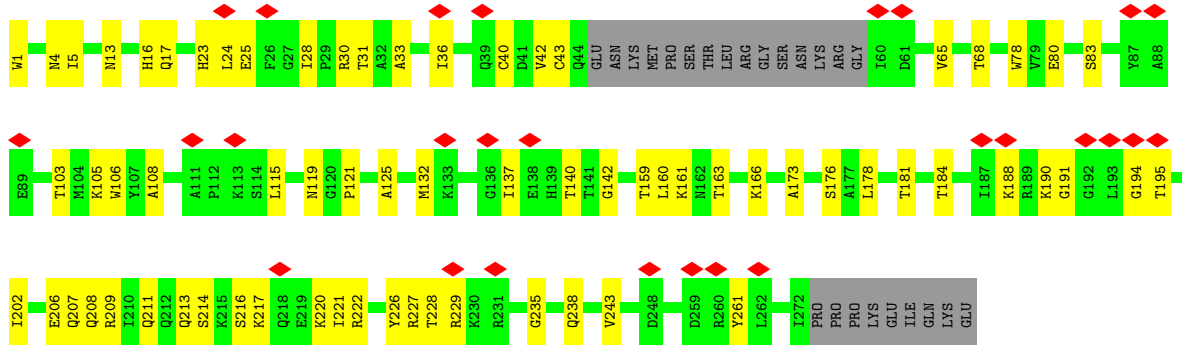 W1 N4 I5 N13 H16 Q17 H23 L24 E25 F26 G27 I28 P29 R30 T31 A32 A33 I36 Q39 C40 D41 V42 C43 Q44 GLU ASN LYS MET PRO SER THR LEU ARG GLY SER ASN LYS ARG GLY I60 D61 V65 T68 W78 V79 E80 S83 Y87 A88
E89 T103 M104 K105 W106 Y107 A108 A111 P112 K113 S114 L115 N119 G120 P121 A125 M132 K133 G136 I137 E138 H139 T140 T141 G142 T159 L160 K161 N162 T163 K166 A173 S176 A177 L178 T181 T184 I187 K188 R189 K190 G191 G192 L193 G194 T195
I202 E206 Q207 Q208 R209 I210 Q211 Q212 Q213 S214 K215 S216 K217 Q218 E219 K220 I221 R222 Y226 R227 T228 R229 K230 R231 G235 Q238 V243 D248 D259 R260 Y261 L262 I272 PRO PRO PRO LYS GLU ILE GLN LYS GLU